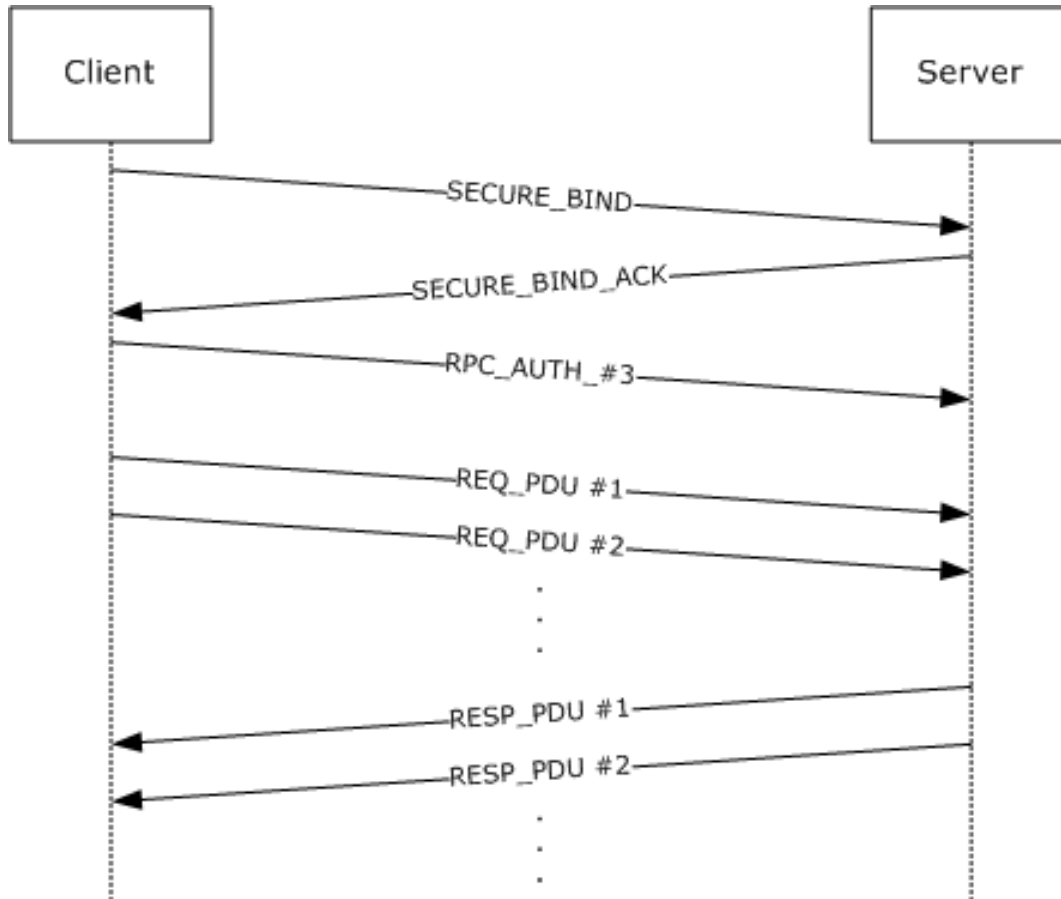 Client
Server
SECURE_BIND
SECURE_BIND_ACK
RPC_AUTH_#3
REQ_PDU #1
REQ_PDU #2
.
.
.
RESP_PDU #1
RESP_PDU #2
.
.
.